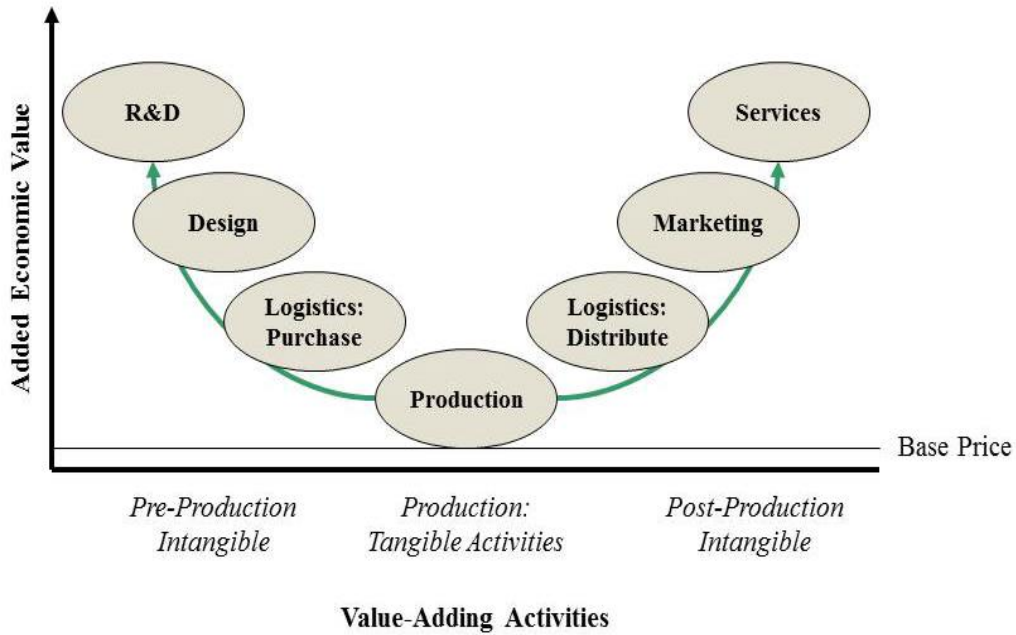 Added Economic Value
R&D
Services
Design
Marketing
Logistics:
Purchase
Logistics:
Distribute
Production
Base Price
Pre-Production
Intangible
Production:
Tangible Activities
Post-Production
Intangible
Value-Adding Activities